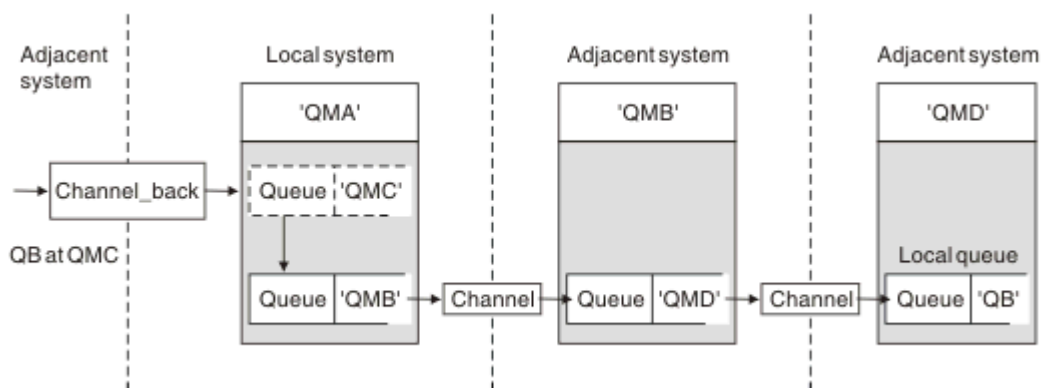 Adjacent
system
Local system
Adjacent system
Adjacent system
'QMA'
'QMB'
'QMD'
Channel_back
Queue 'QMC'
QB at QMC
Local queue
Queue 'QMB'
Channel
Queue 'QMD'
Channel
Queue 'QB'